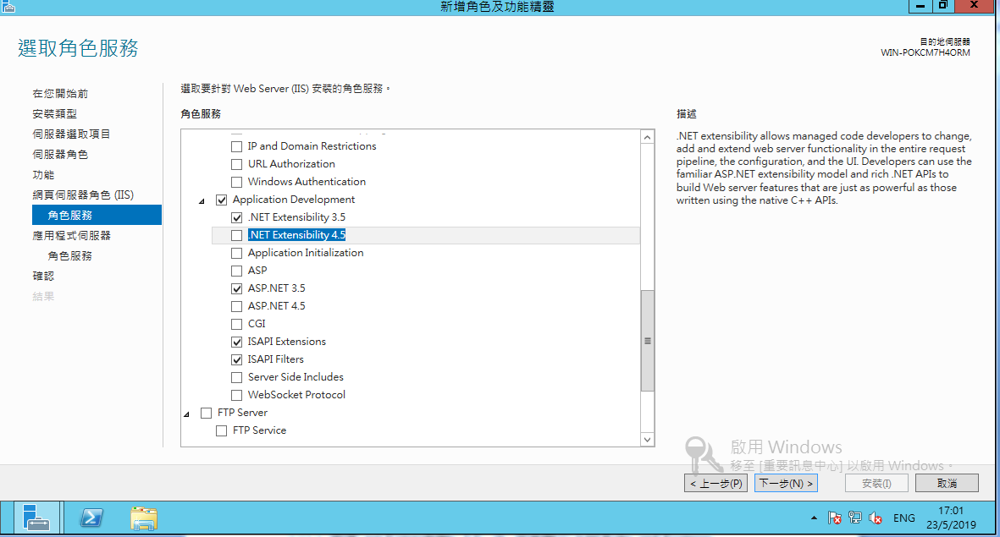 新增角色及功能精靈
選取角色服務
目的地伺服器
WIN-POKCM7H4ORM
在您開始前
安裝類型
伺服器選取項目
伺服器角色
功能
網頁伺服器角色 (IIS)
角色服務
應用程式伺服器
角色服務
確認
結果
選取要針對 Web Server (IIS) 安裝的角色服務。
角色服務
IP and Domain Restrictions
URL Authorization
Windows Authentication
Application Development
.NET Extensibility 3.5
.NET Extensibility 4.5
Application Initialization
ASP
ASP.NET 3.5
ASP.NET 4.5
CGI
ISAPI Extensions
ISAPI Filters
Server Side Includes
WebSocket Protocol
FTP Server
FTP Service
描述
.NET extensibility allows managed code developers to change,
add and extend web server functionality in the entire request
pipeline, the configuration, and the UI. Developers can use the
familiar ASP.NET extensibility model and rich .NET APIs to
build Web server features that are just as powerful as those
written using the native C++ APIs.
啟用 Windows
移至 [重要訊息中心] 以啟用 Windows。
< 上一步(P)
下一步(N) >
安裝(I)
取消
ENG
17:01
23/5/2019